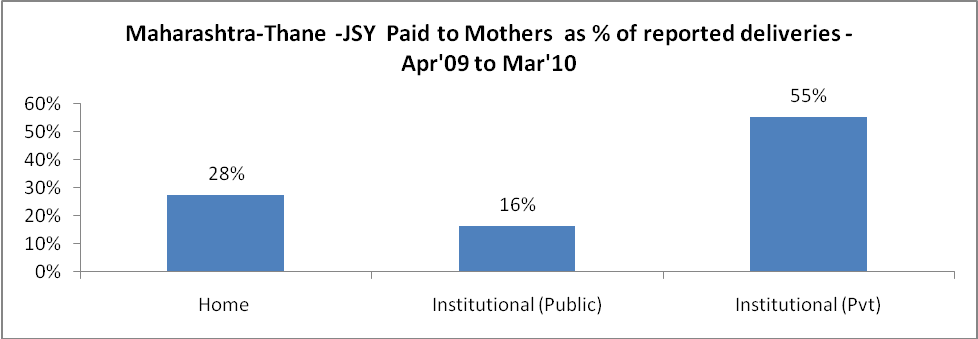 Maharashtra-Thane -JSY Paid to Mothers as % of reported deliveries -
Apr'09 to Mar'10
60%
50%
40%
30%
20%
10%
0%
28%
16%
55%
Home
Institutional (Public)
Institutional (Pvt)